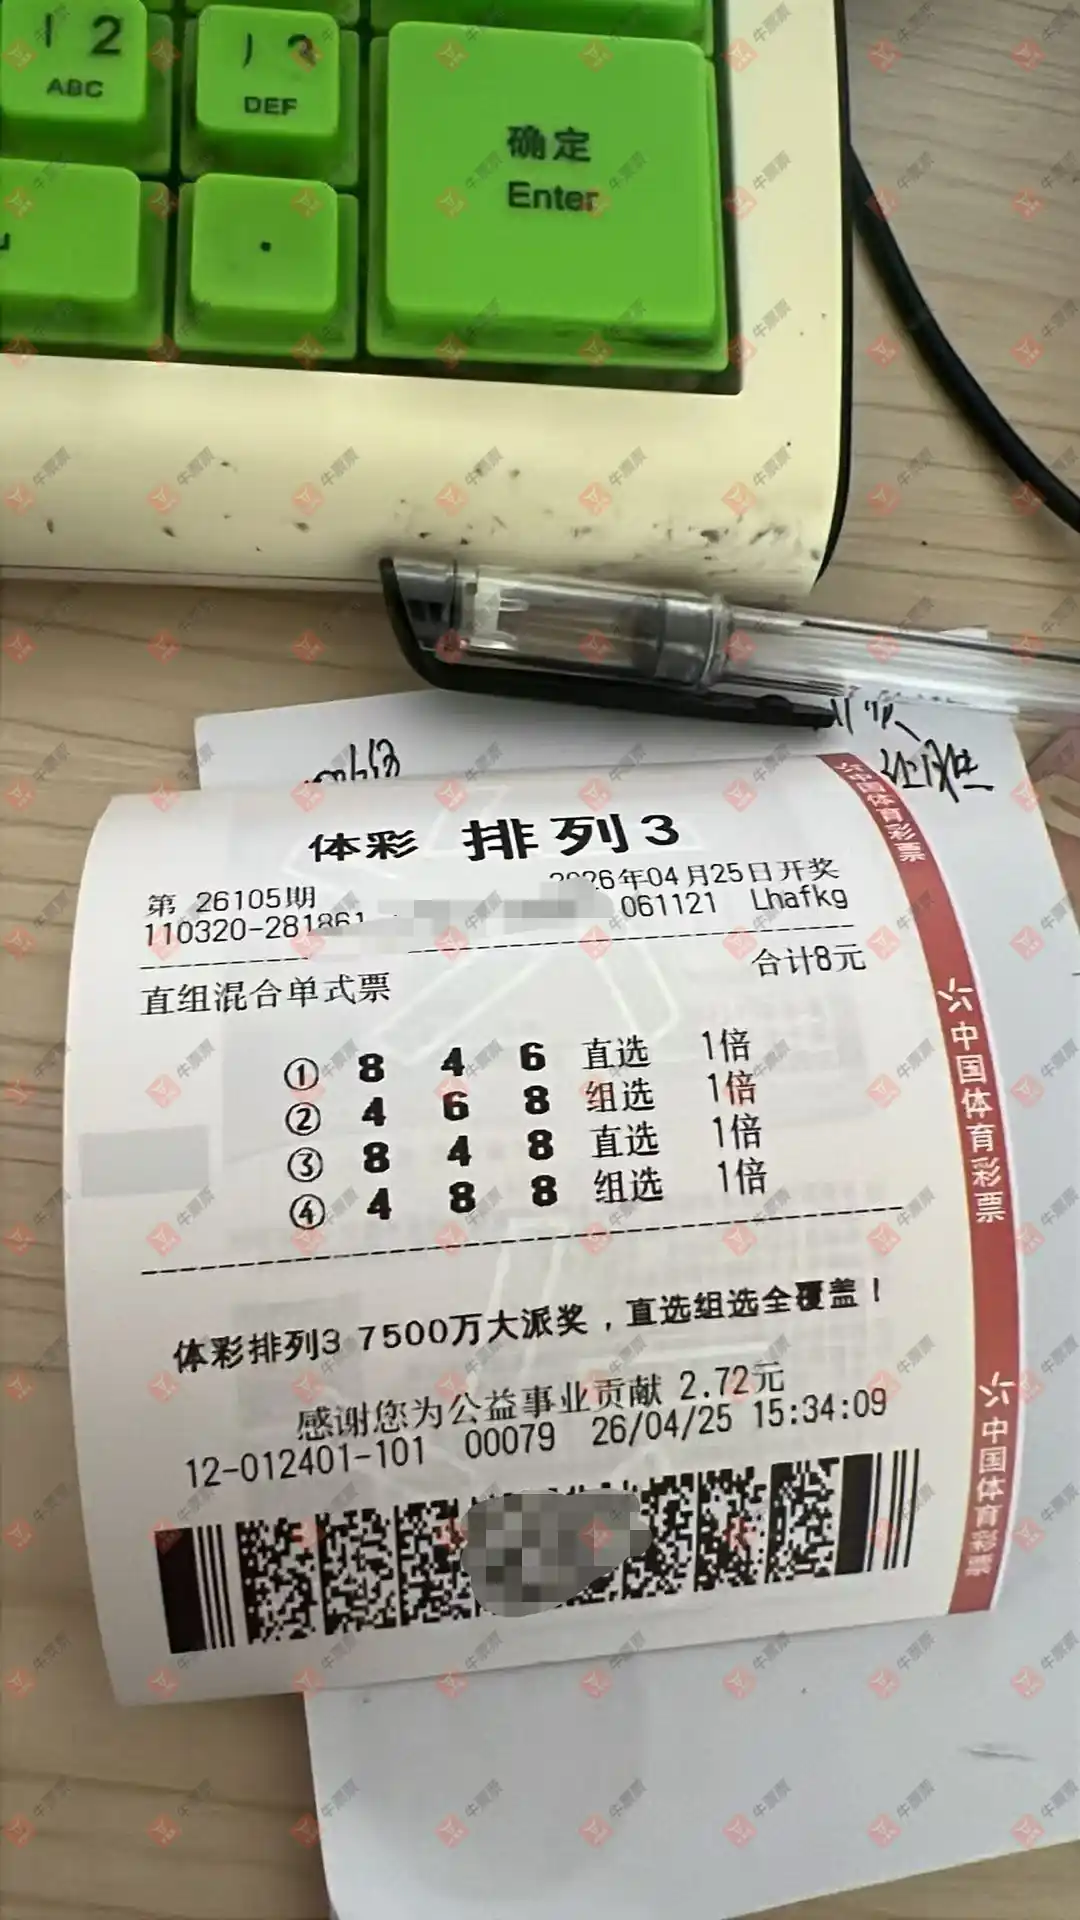 2
ABC
DEF
确定
Enter
中国体育彩票
体彩 排列3
第 26105期
2026年04月25日开奖
110320-281861
061121 Lhafkg
直组混合单式票
合计8元
① 8 4 6 直选 1倍
② 4 6 8 组选 1倍
③ 8 4 8 直选 1倍
④ 4 8 8 组选 1倍
体彩排列3 7500万大派奖，直选组选全覆盖！
感谢您为公益事业贡献 2.72元
12-012401-101 00079 26/04/25 15:34:09
中国体育彩票
中国体育彩票
牛票票